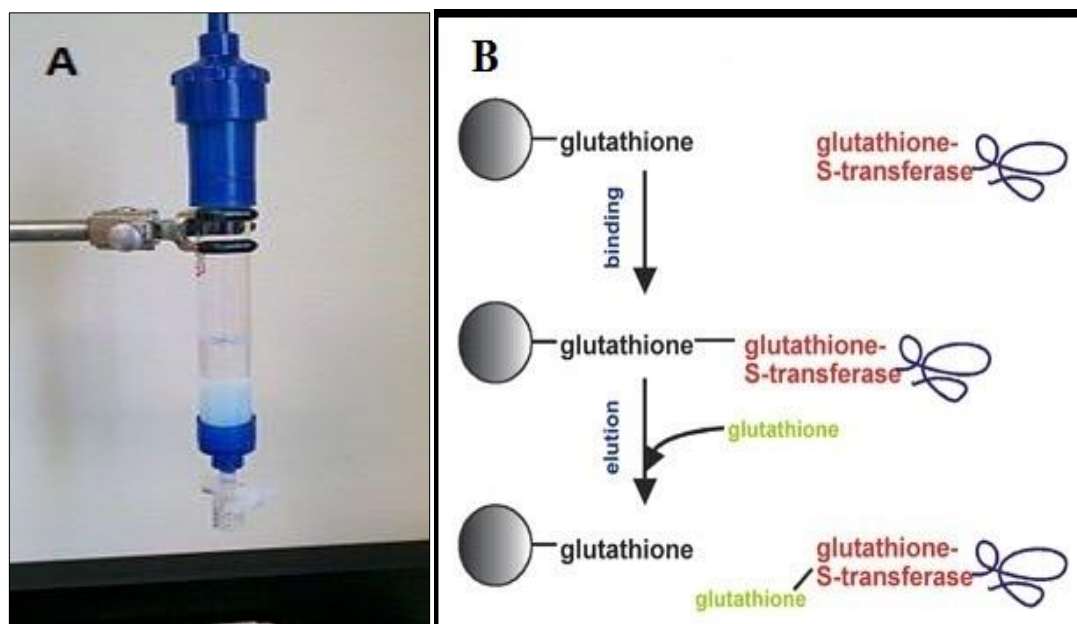 A
B
glutathione
glutathione-
S-transferase
binding
glutathione
glutathione-
S-transferase
elution
glutathione
glutathione
glutathione-
S-transferase
glutathione